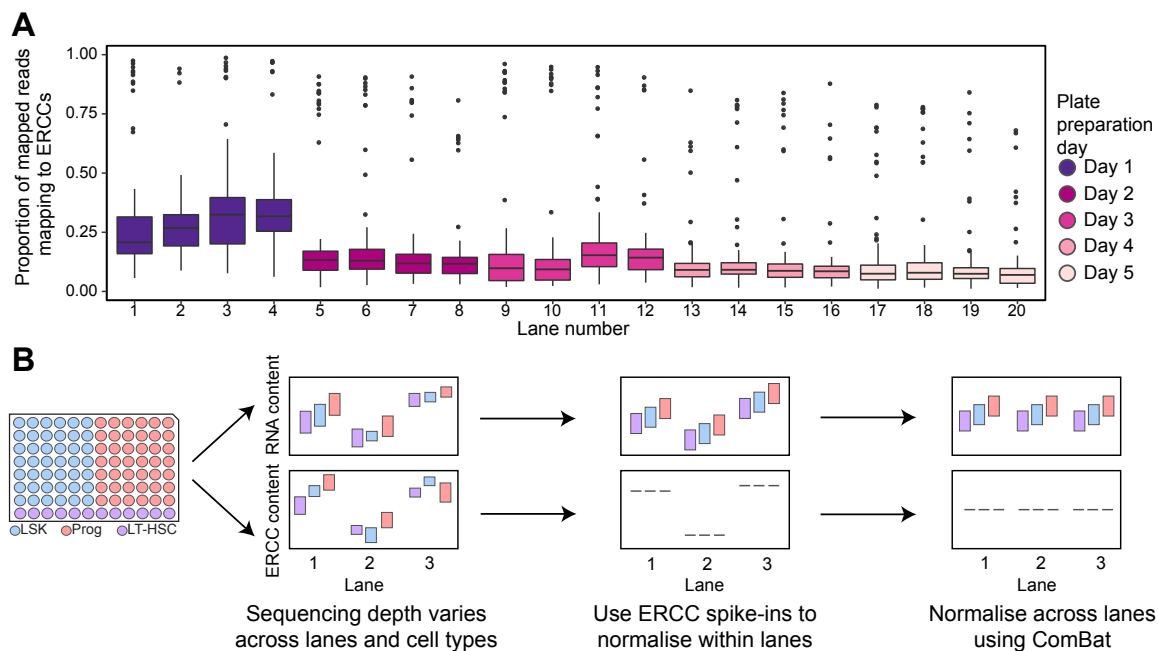 A
Proportion of mapped reads
mapping to ERCCs
1.00
0.75
0.50
0.25
0.00
1 2 3 4 5 6 7 8 9 10 11 12 13 14 15 16 17 18 19 20
Lane number
Plate
preparation
day
Day 1
Day 2
Day 3
Day 4
Day 5
B
LSK Prog LT-HSC
RNA content
ERCC content
1 2 3
Lane
Sequencing depth varies
across lanes and cell types
1 2 3
Lane
Use ERCC spike-ins to
normalise within lanes
1 2 3
Lane
Normalise across lanes
using ComBat